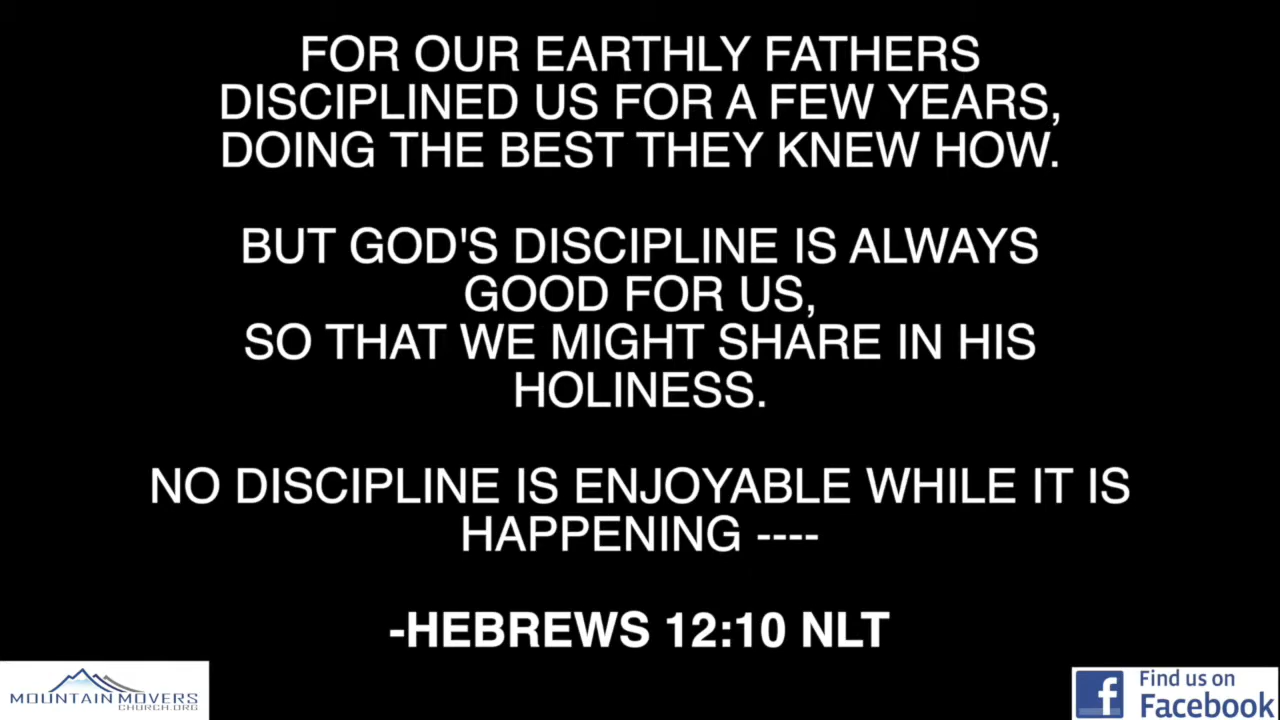 FOR OUR EARTHLY FATHERS
DISCIPLINED US FOR A FEW YEARS,
DOING THE BEST THEY KNEW HOW.
BUT GOD'S DISCIPLINE IS ALWAYS
GOOD FOR US,
SO THAT WE MIGHT SHARE IN HIS
HOLINESS.
NO DISCIPLINE IS ENJOYABLE WHILE IT IS
HAPPENING ----
-HEBREWS 12:10 NLT
MOUNTAIN MOVERS
CHURCH.ORG
f
Find us on
Facebook